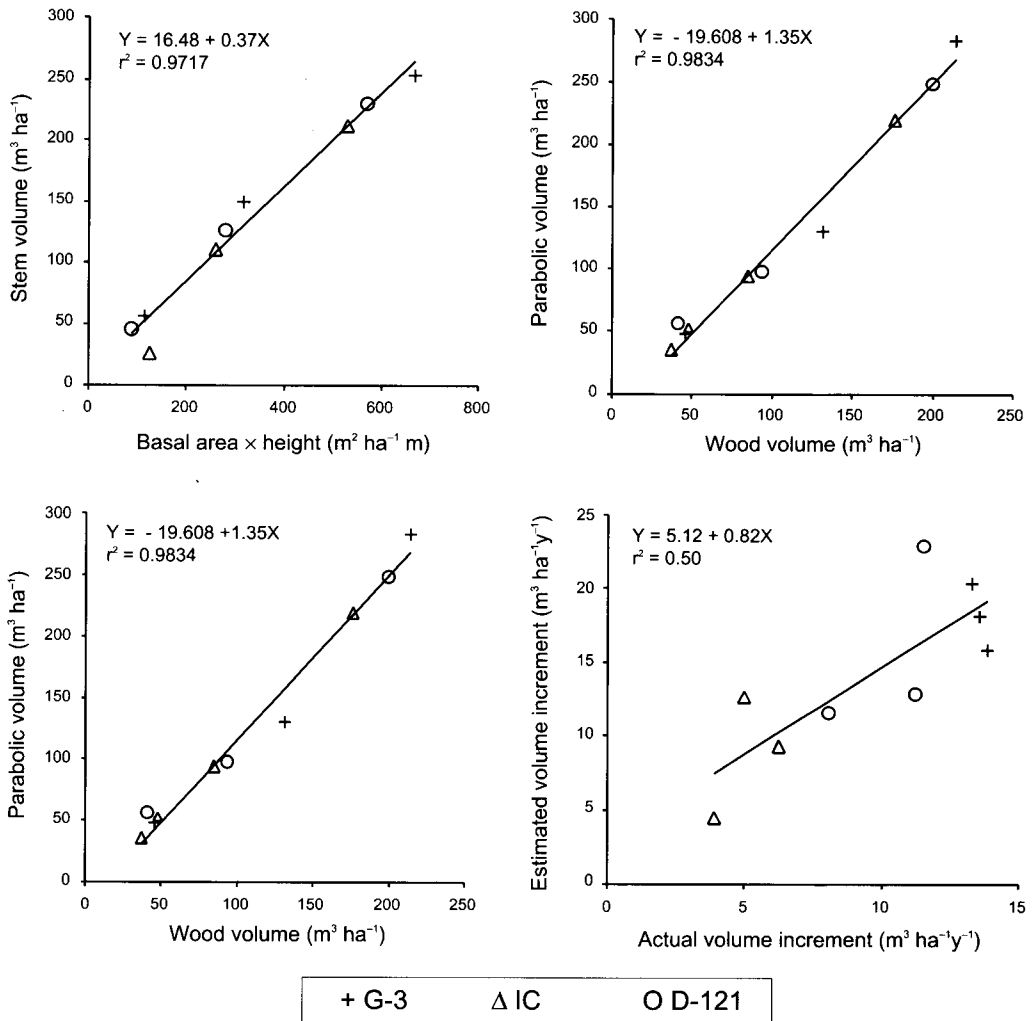 Y = 16.48 + 0.37X
r² = 0.9717
Stem volume (m³ ha⁻¹)
300
250
200
150
100
50
0
0 200 400 600 800
Basal area × height (m² ha⁻¹ m)
Y = - 19.608 + 1.35X
r² = 0.9834
Parabolic volume (m³ ha⁻¹)
300
250
200
150
100
50
0
0 50 100 150 200 250
Wood volume (m³ ha⁻¹)
Y = - 19.608 +1.35X
r² = 0.9834
Parabolic volume (m³ ha⁻¹)
300
250
200
150
100
50
0
0 50 100 150 200 250
Wood volume (m³ ha⁻¹)
Y = 5.12 + 0.82X
r² = 0.50
Estimated volume increment (m³ ha⁻¹y⁻¹)
25
20
15
10
5
0
0 5 10 15
Actual volume increment (m³ ha⁻¹y⁻¹)
+ G-3 Δ IC O D-121